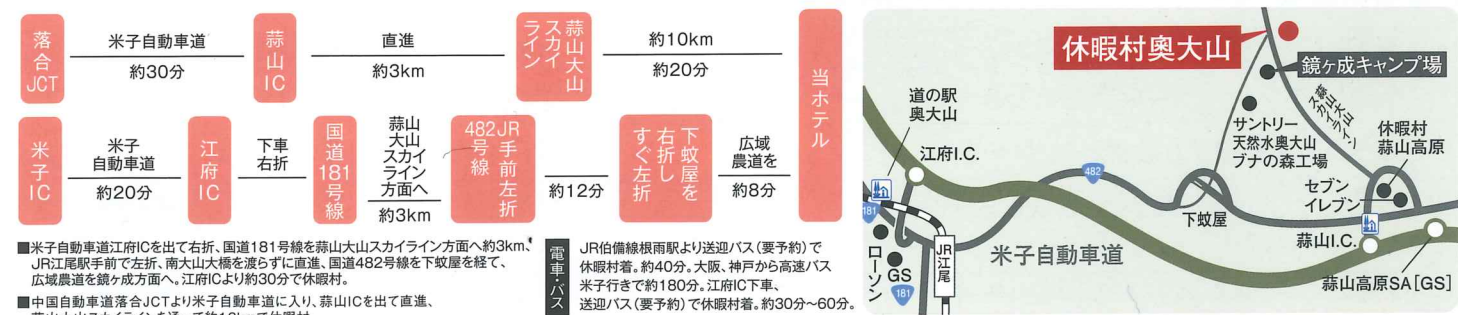 落合JCT
米子自動車道
約30分
蒜山IC
直進
約3km
蒜山大山
スカイ
ライン
約10km
約20分
当ホテル
米子IC
米子
自動車道
約20分
江府IC
下車
右折
国道181号線
蒜山
大山
スカイ
ライン
方面へ
約3km
JR手前左折
482号線
約12分
下蚊屋を
右折し
すぐ左折
広域
農道を
約8分
■米子自動車道江府ICを出て右折、国道181号線を蒜山大山スカイライン方面へ約3km、
JR江尾駅手前で左折、南大山大橋を渡らずに直進、国道482号線を下蚊屋を経て、
広域農道を鏡ヶ成方面へ。江府ICより約30分で休暇村。
■中国自動車道落合JCTより米子自動車道に入り、蒜山ICを出て直進、
電車・バス
JR伯備線根雨駅より送迎バス(要予約)で
休暇村着。約40分。大阪、神戸から高速バス
米子行きで約180分。江府IC下車、
送迎バス(要予約)で休暇村着。約30分~60分。
休暇村奥大山
鏡ヶ成キャンプ場
道の駅
奥大山
蒜山大山
スカイライン
サントリー
天然水奥大山
ブナの森工場
休暇村
蒜山高原
江府I.C.
482
セブン
イレブン
下蚊屋
181
ローソン
GS
181
JR江尾
米子自動車道
蒜山I.C.
蒜山高原SA[GS]